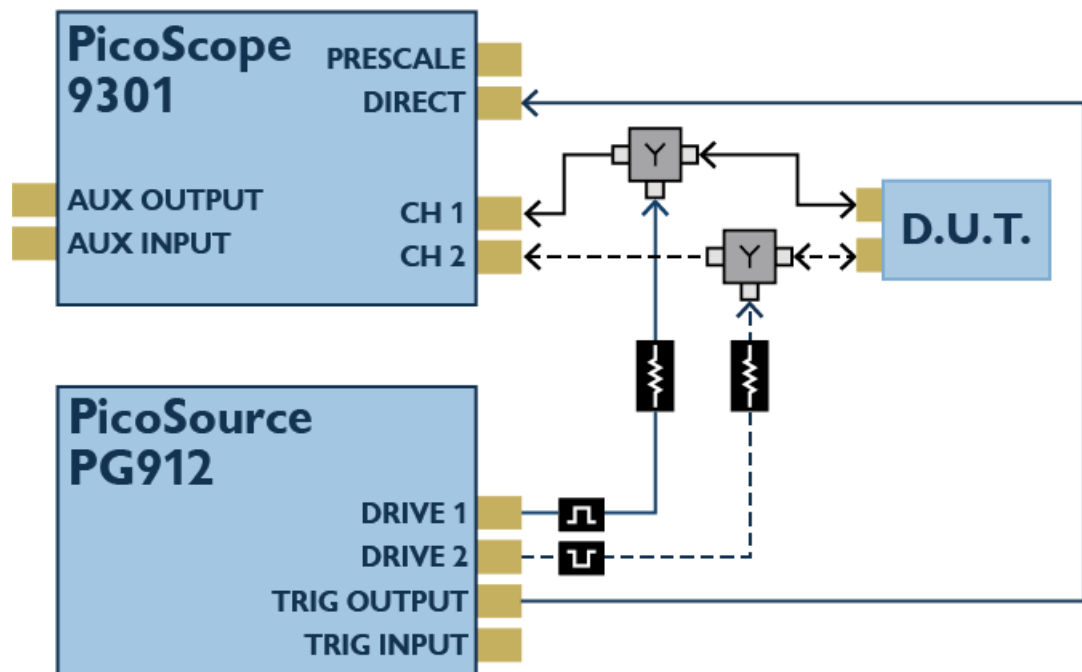 PicoScope
9301
PRESCALE
DIRECT
AUX OUTPUT
AUX INPUT
CH 1
CH 2
Y
Y
D.U.T.
PicoSource
PG912
DRIVE 1
DRIVE 2
TRIG OUTPUT
TRIG INPUT